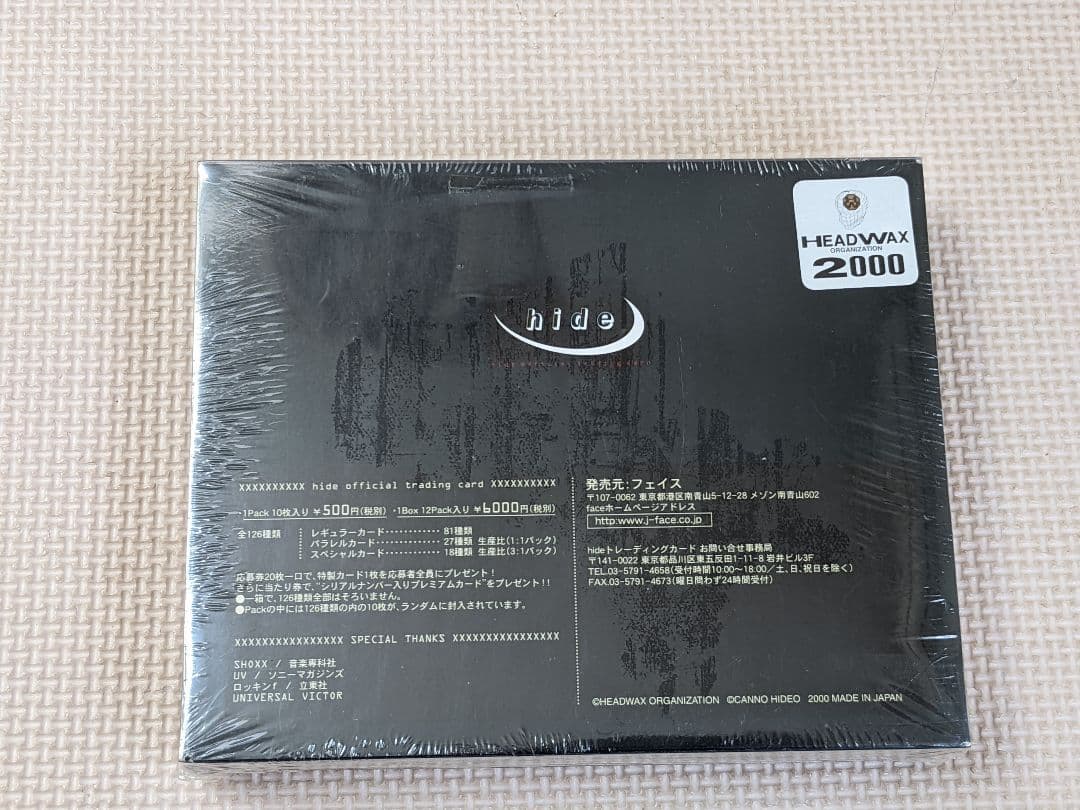 HEADWAX
ORGANIZATION
2000
hide
hide official trading card
XXXXXXXXXX hide official trading card XXXXXXXXXX
・1Pack 10枚入り ¥500円(税別) ・1Box 12Pack入り ¥6000円(税別)
全126種類
レギュラーカード・・・・・・・・・・・81種類
パラレルカード・・・・・・・・・・・・・27種類 生産比(1:1パック)
スペシャルカード・・・・・・・・・・・18種類 生産比(3:1パック)
応募券20枚一口で、特製カード1枚を応募者全員にプレゼント!
さらに当たり券で、"シリアルナンバー入りプレミアムカード"をプレゼント!!
●一箱で、126種類全部はそろいません。
●Packの中には126種類の内の10枚が、ランダムに封入されています。
XXXXXXXXXXXXXXXX SPECIAL THANKS XXXXXXXXXXXXXXXX
SHOXX / 音楽専科社
UV / ソニーマガジンズ
ロッキンf / 立東社
UNIVERSAL VICTOR
発売元:フェイス
〒107-0062 東京都港区南青山5-12-28 メゾン南青山602
faceホームページアドレス
http:www.j-face.co.jp
hideトレーディングカード お問い合せ事務局
〒141-0022 東京都品川区東五反田1-11-8 岩井ビル3F
TEL.03-5791-4658(受付時間10:00〜18:00/土、日、祝日を除く)
FAX.03-5791-4673(曜日問わず24時間受付)
©HEADWAX ORGANIZATION ©CANNO HIDEO 2000 MADE IN JAPAN